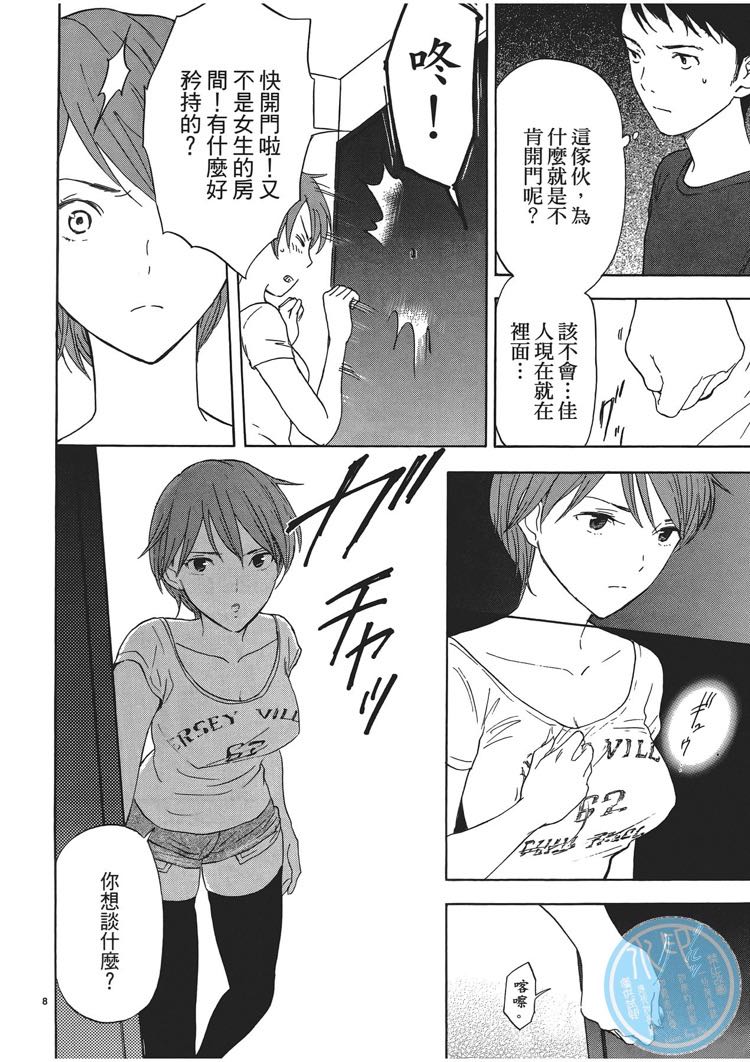 這傢伙，為
什麼就是不
肯開門呢？
該不會…佳
人現在就在
裡面…
咚！
快開門啦！又
不是女生的房
間！有什麼好
矜持的？
ギュゥ
VILL
62
喀嚓。
ガチャッ
ERSEY VILL
62
你想談什麼？
8